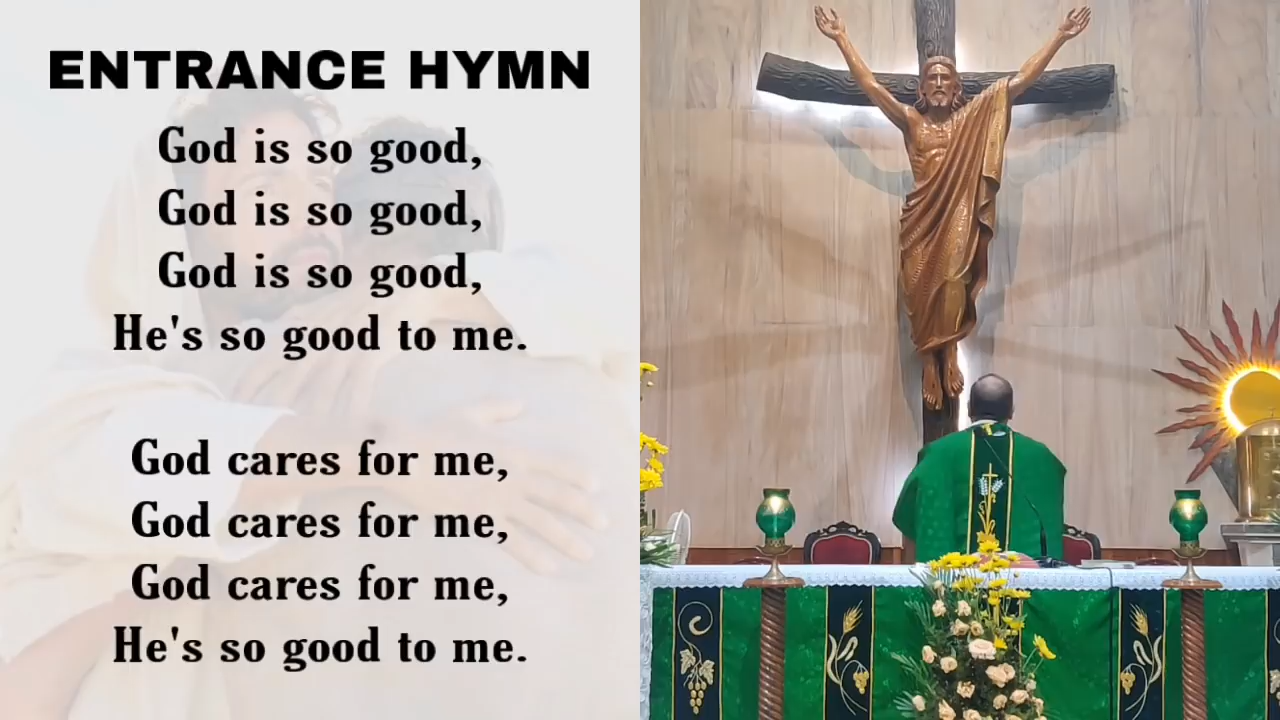 ENTRANCE HYMN
God is so good,
God is so good,
God is so good,
He's so good to me.
God cares for me,
God cares for me,
God cares for me,
He's so good to me.